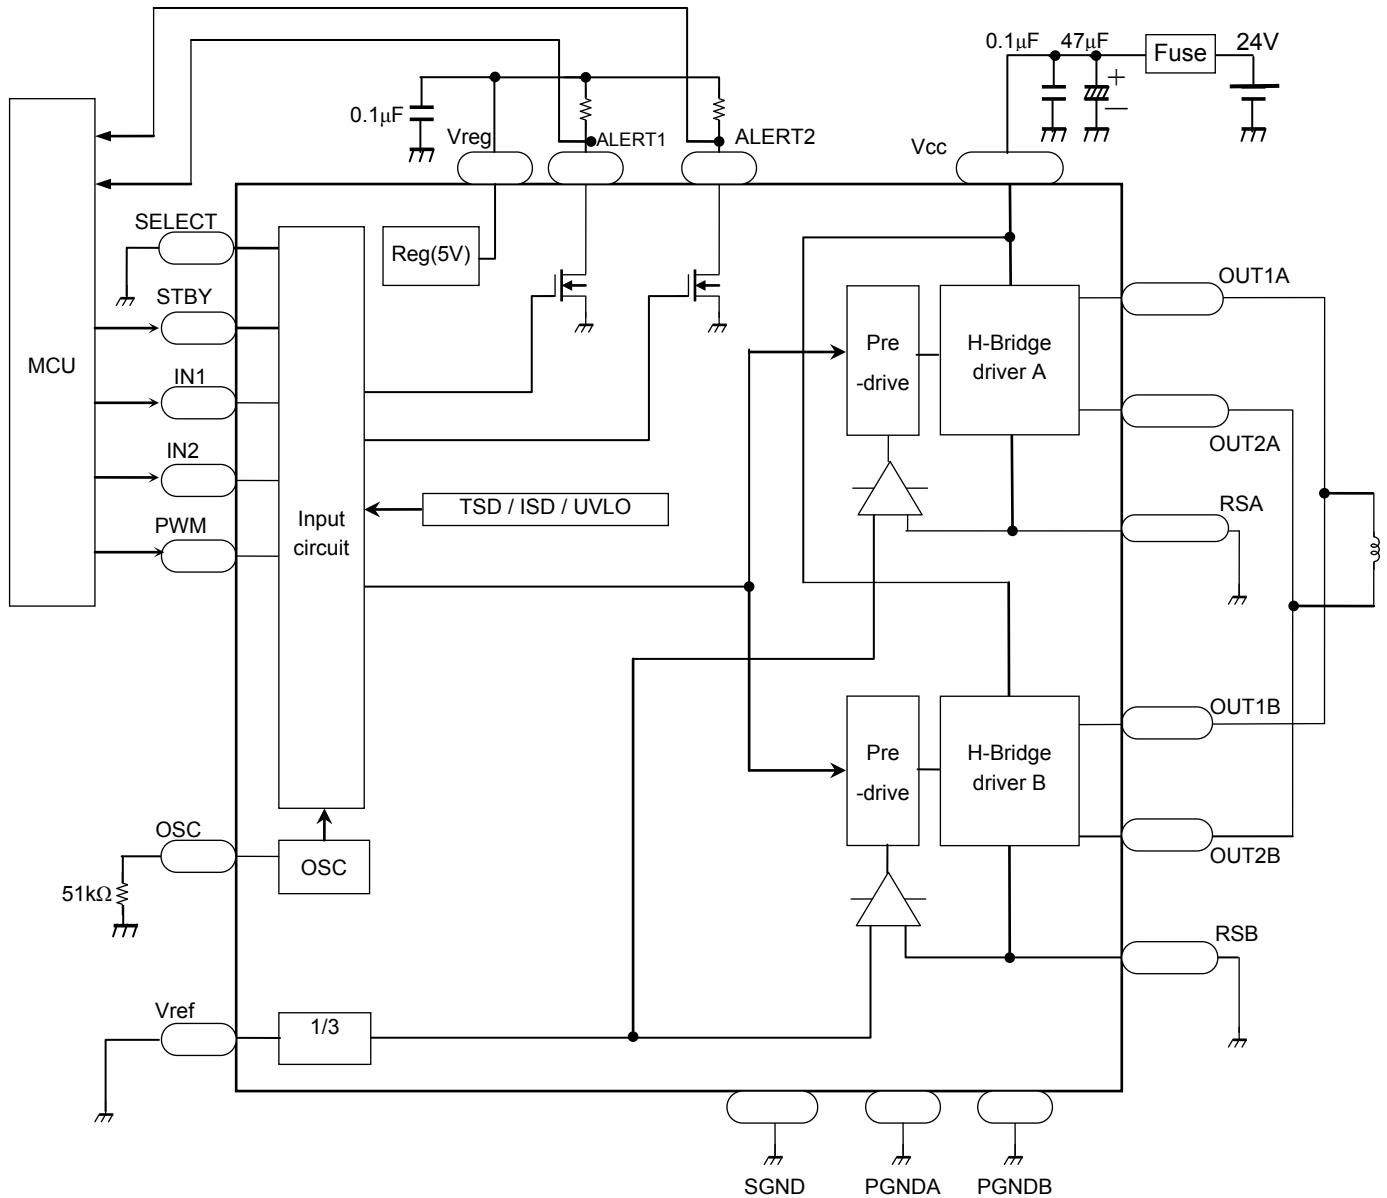 0.1μF
47μF
Fuse
24V
0.1μF
Vreg
ALERT1
ALERT2
Vcc
SELECT
Reg(5V)
STBY
OUT1A
MCU
IN1
Pre
-drive
H-Bridge
driver A
OUT2A
IN2
TSD / ISD / UVLO
RSA
PWM
Input
circuit
OUT1B
Pre
-drive
H-Bridge
driver B
OSC
OUT2B
51kΩ
OSC
RSB
Vref
1/3
SGND
PGNDA
PGNDB
+
—